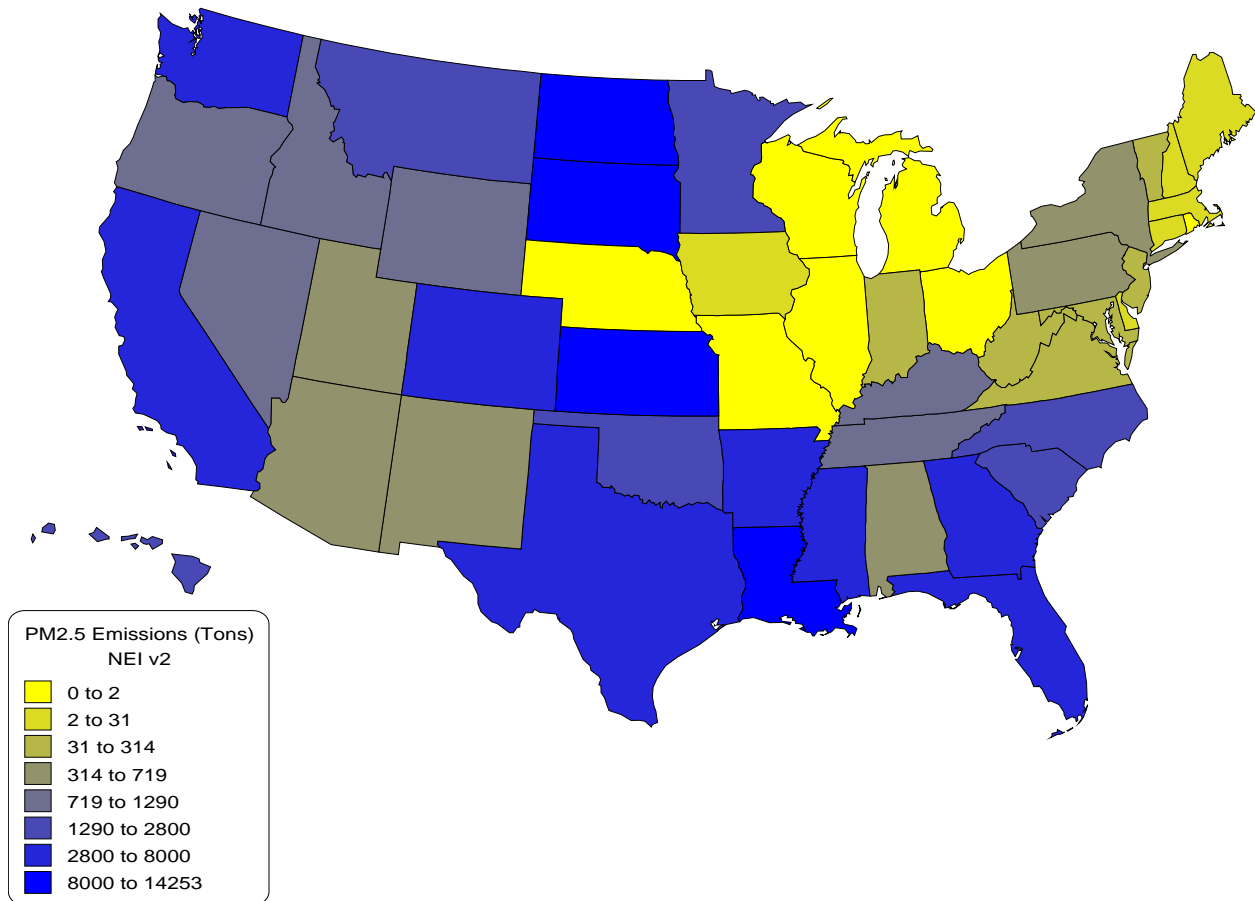 PM2.5 Emissions (Tons)
NEI v2
0 to 2
2 to 31
31 to 314
314 to 719
719 to 1290
1290 to 2800
2800 to 8000
8000 to 14253